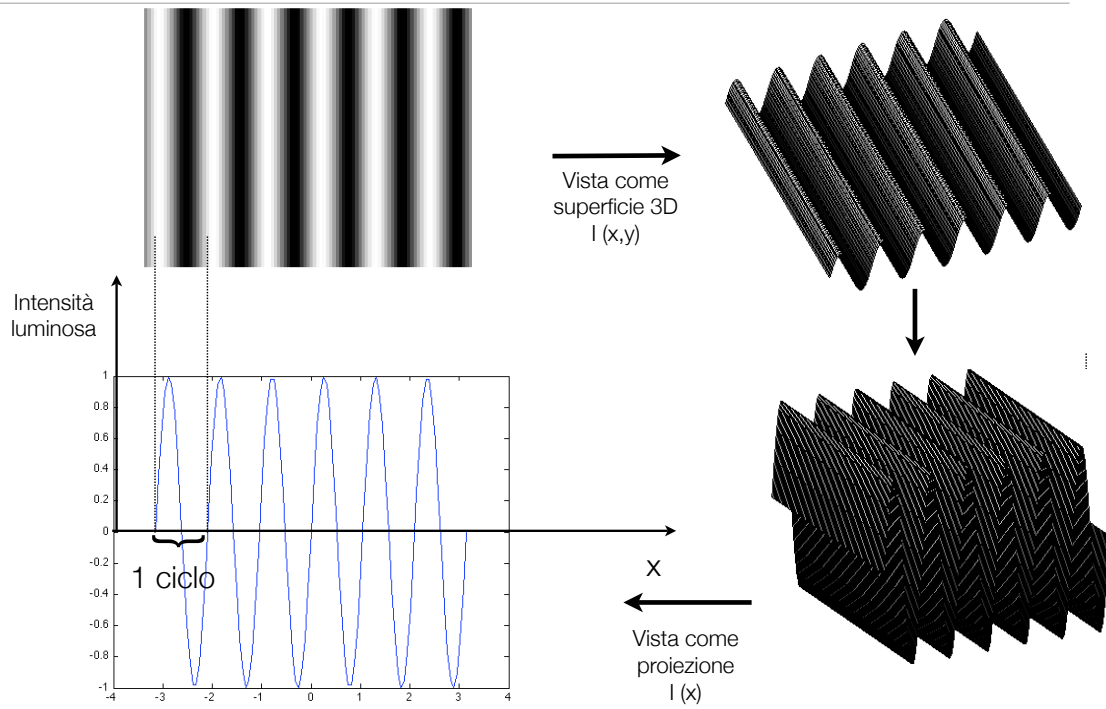 Vista come
superficie 3D
I (x,y)
Intensità
luminosa
1
0.8
0.6
0.4
0.2
0
-0.2
-0.4
-0.6
-0.8
-1
-4
-3
-2
-1
0
1
2
3
4
1 ciclo
x
Vista come
proiezione
I (x)